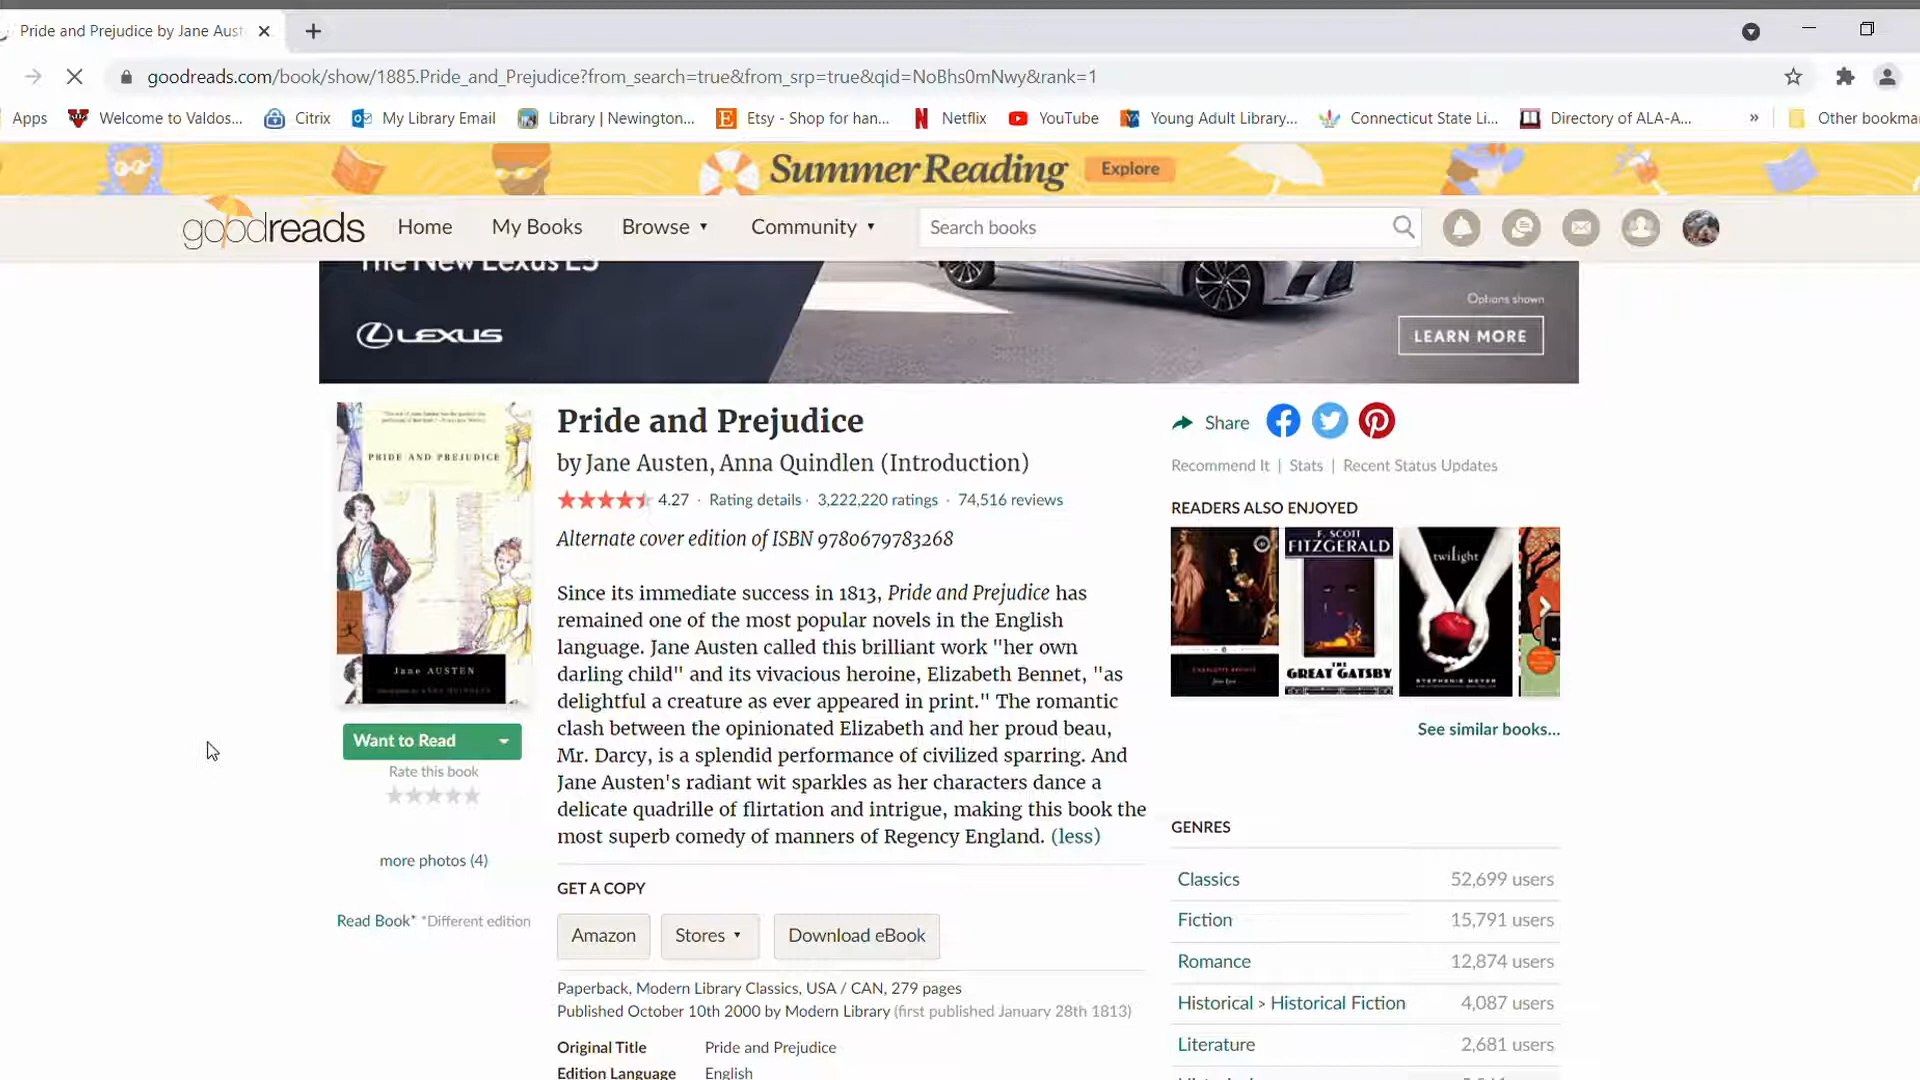 Pride and Prejudice by Jane Aust
goodreads.com/book/show/1885.Pride_and_Prejudice?from_search=true&from_srp=true&qid=NoBhs0mNwy&rank=1
Apps Welcome to Valdos... Citrix My Library Email Library | Newington... Etsy - Shop for han... Netflix YouTube Young Adult Library... Connecticut State Li... Directory of ALA-A... » Other bookma
Summer Reading Explore
goodreads Home My Books Browse ▼ Community ▼ Search books
The New Lexus ES
Options shown
LEXUS
LEARN MORE
PRIDE AND PREJUDICE
Jane AUSTEN
Want to Read
Rate this book
more photos (4)
Read Book* *Different edition
Pride and Prejudice
by Jane Austen, Anna Quindlen (Introduction)
4.27 · Rating details · 3,222,220 ratings · 74,516 reviews
Alternate cover edition of ISBN 9780679783268
Since its immediate success in 1813, Pride and Prejudice has
remained one of the most popular novels in the English
language. Jane Austen called this brilliant work "her own
darling child" and its vivacious heroine, Elizabeth Bennet, "as
delightful a creature as ever appeared in print." The romantic
clash between the opinionated Elizabeth and her proud beau,
Mr. Darcy, is a splendid performance of civilized sparring. And
Jane Austen's radiant wit sparkles as her characters dance a
delicate quadrille of flirtation and intrigue, making this book the
most superb comedy of manners of Regency England. (less)
GET A COPY
Amazon Stores ▼ Download eBook
Paperback, Modern Library Classics, USA / CAN, 279 pages
Published October 10th 2000 by Modern Library (first published January 28th 1813)
Original Title Pride and Prejudice
Edition Language English
Share
Recommend It | Stats | Recent Status Updates
READERS ALSO ENJOYED
CHARLOTTE BRONTË
Jane Eyre
F. SCOTT
FITZGERALD
THE
GREAT GATSBY
twilight
STEPHENIE MEYER
See similar books...
GENRES
Classics 52,699 users
Fiction 15,791 users
Romance 12,874 users
Historical > Historical Fiction 4,087 users
Literature 2,681 users